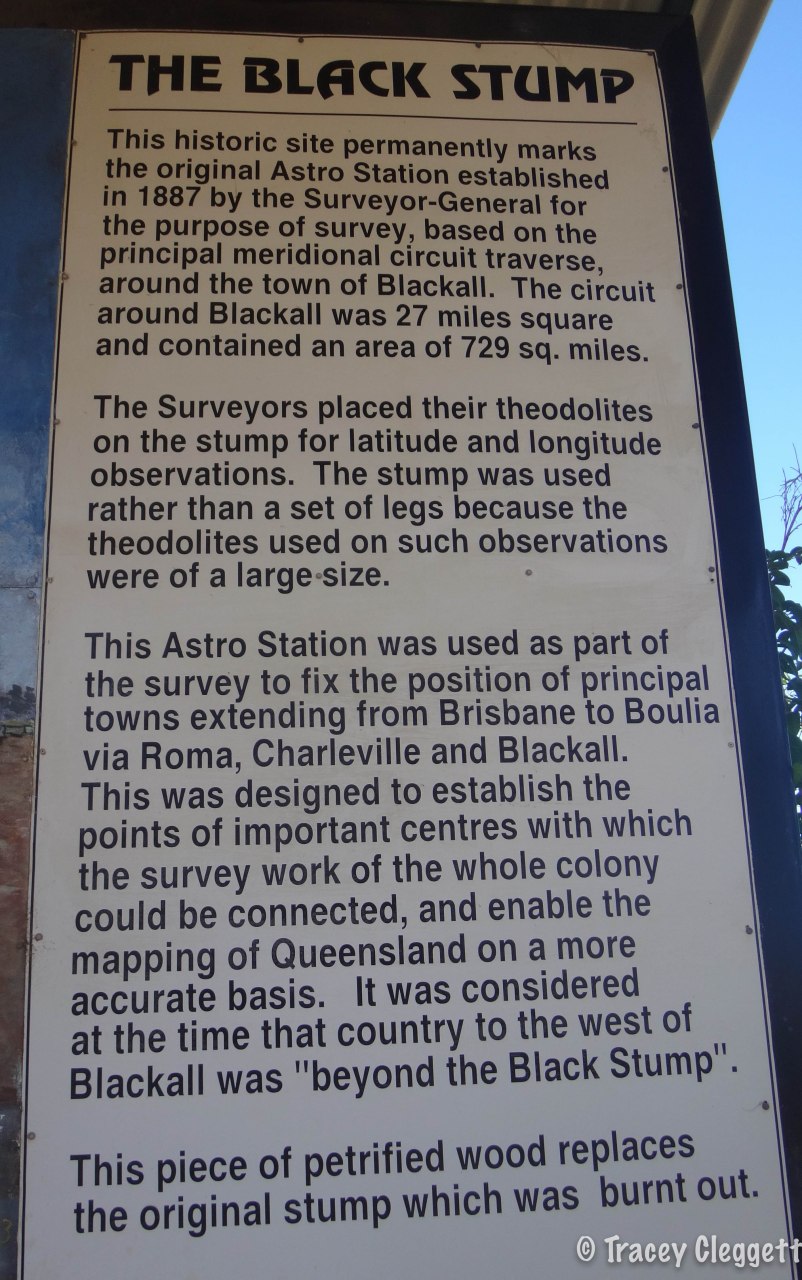 THE BLACK STUMP
This historic site permanently marks
the original Astro Station established
in 1887 by the Surveyor-General for
the purpose of survey, based on the
principal meridional circuit traverse,
around the town of Blackall.  The circuit
around Blackall was 27 miles square
and contained an area of 729 sq. miles.
The Surveyors placed their theodolites
on the stump for latitude and longitude
observations.  The stump was used
rather than a set of legs because the
theodolites used on such observations
were of a large size.
This Astro Station was used as part of
the survey to fix the position of principal
towns extending from Brisbane to Boulia
via Roma, Charleville and Blackall.
This was designed to establish the
points of important centres with which
the survey work of the whole colony
could be connected, and enable the
mapping of Queensland on a more
accurate basis.  It was considered
at the time that country to the west of
Blackall was "beyond the Black Stump".
This piece of petrified wood replaces
the original stump which was burnt out.
© Tracey Cleggett